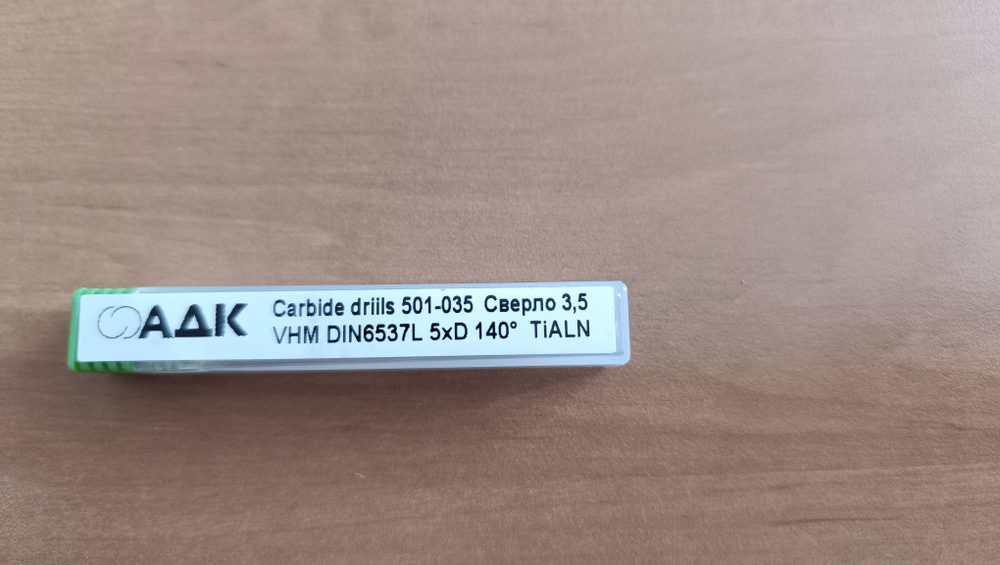 АДК
Carbide driils 501-035 Сверло 3,5
VHM DIN6537L 5xD 140° TiALN